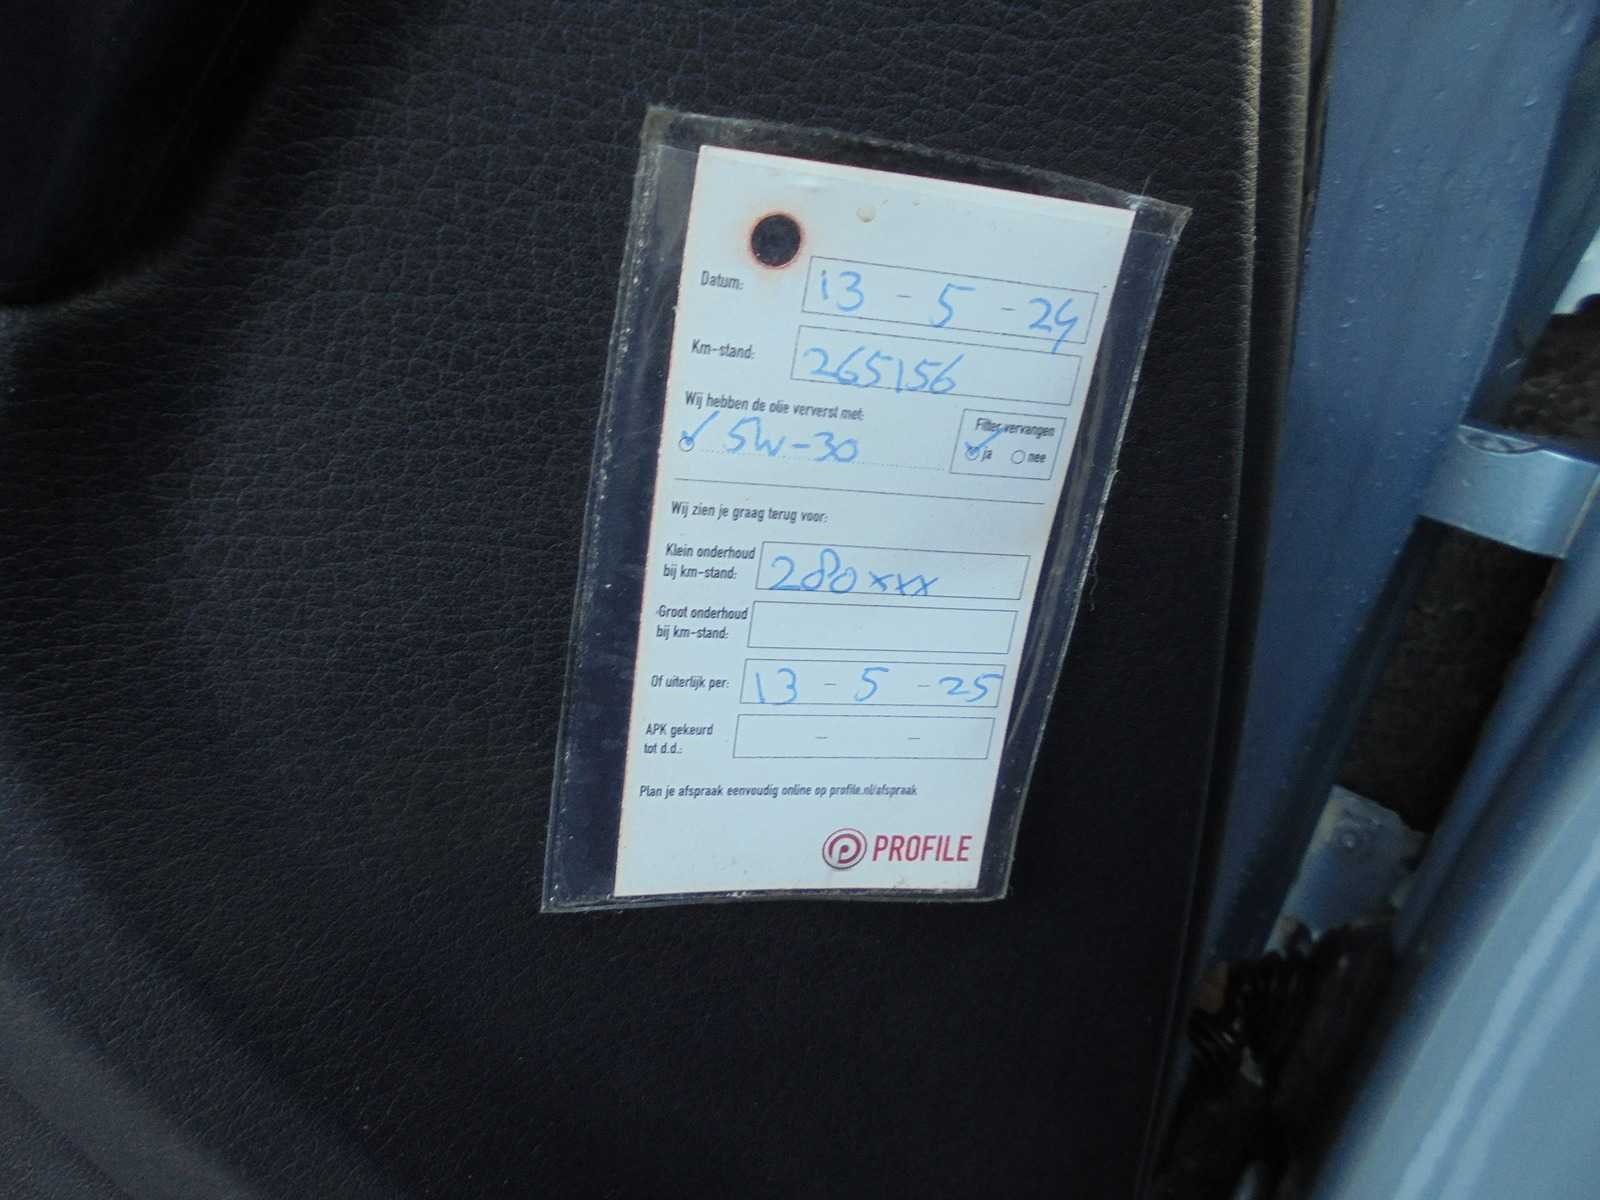 Datum: 13 - 5 - 24
Km-stand: 265156
Wij hebben de olie ververst met:
5W-30
Filter vervangen
ja nee
Wij zien je graag terug voor:
Klein onderhoud
bij km-stand: 280xxx
Groot onderhoud
bij km-stand:
Of uiterlijk per: 13 - 5 - 25
APK gekeurd
tot d.d.: - -
Plan je afspraak eenvoudig online op profile.nl/afspraak
PROFILE